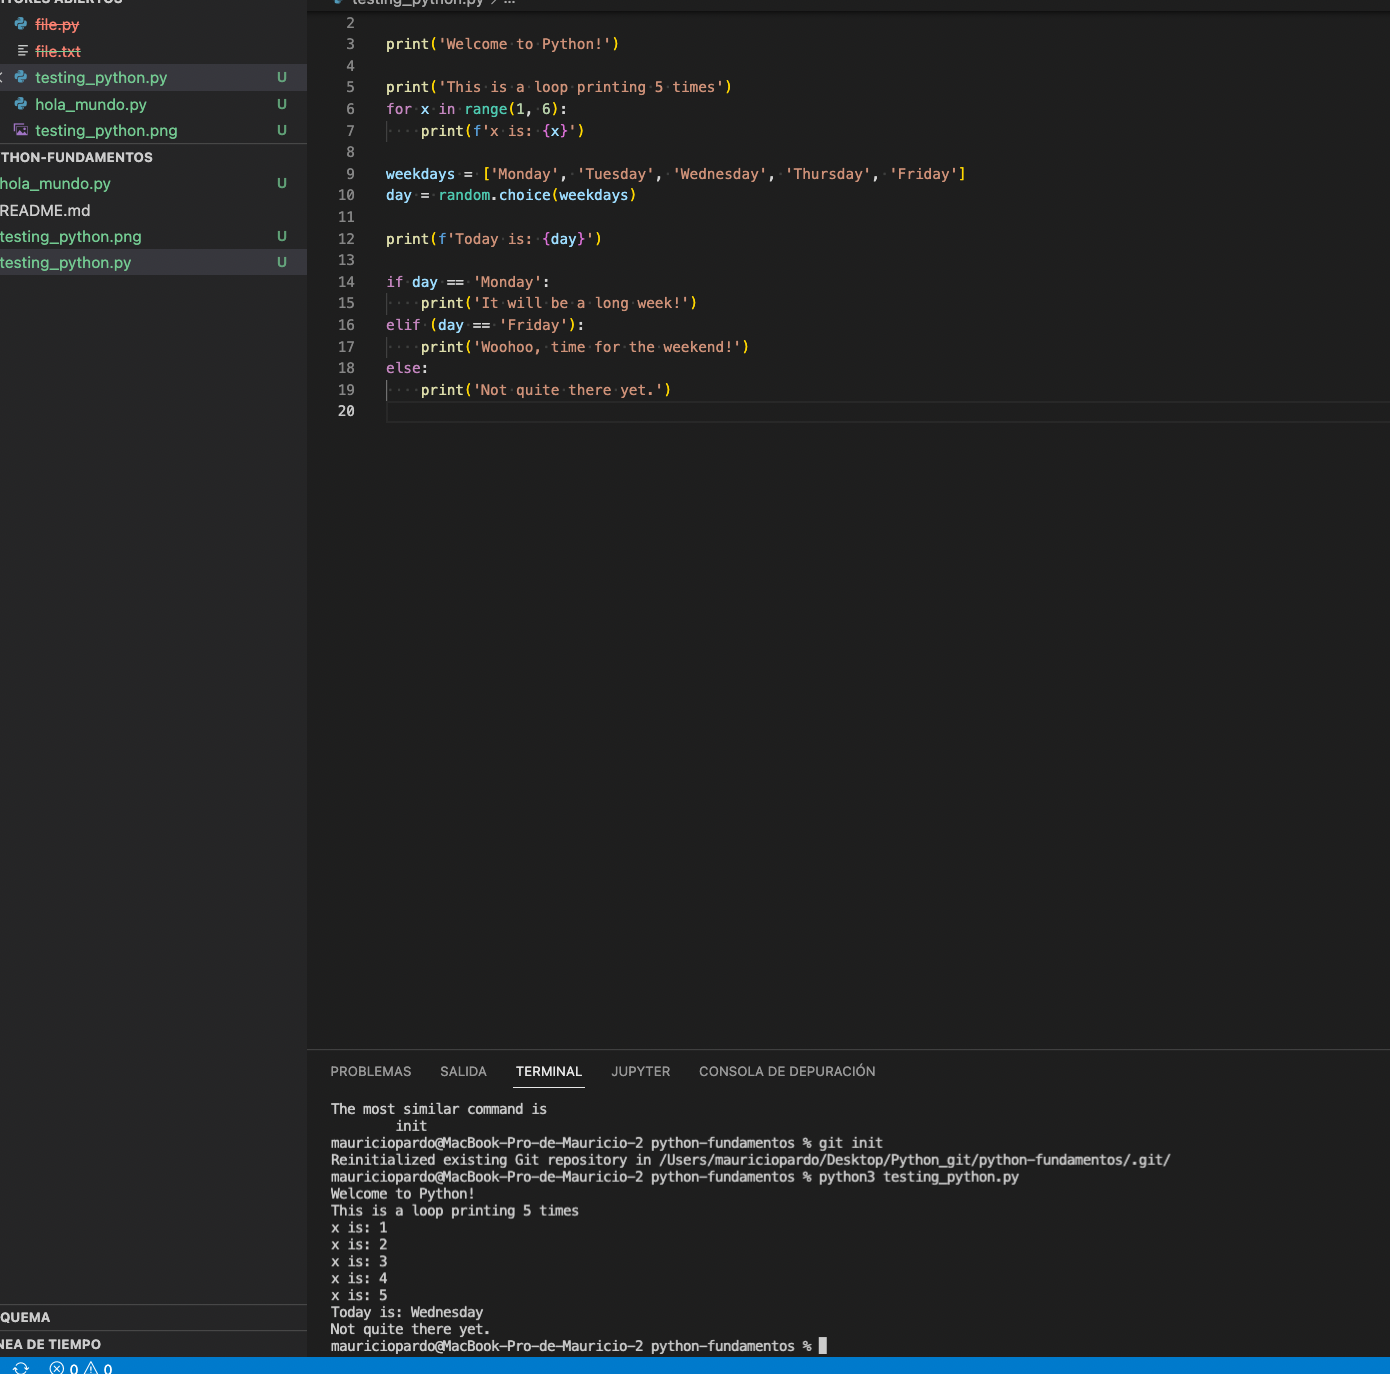 file.py
file.txt
testing_python.py U
hola_mundo.py U
testing_python.png U
THON-FUNDAMENTOS
hola_mundo.py U
README.md
testing_python.png U
testing_python.py U
QUEMA
NEA DE TIEMPO
0 0
testing_python.py > ...
2
3 print('Welcome to Python!')
4
5 print('This is a loop printing 5 times')
6 for x in range(1, 6):
7 print(f'x is: {x}')
8
9 weekdays = ['Monday', 'Tuesday', 'Wednesday', 'Thursday', 'Friday']
10 day = random.choice(weekdays)
11
12 print(f'Today is: {day}')
13
14 if day == 'Monday':
15 print('It will be a long week!')
16 elif (day == 'Friday'):
17 print('Woohoo, time for the weekend!')
18 else:
19 print('Not quite there yet.')
20
PROBLEMAS SALIDA TERMINAL JUPYTER CONSOLA DE DEPURACIÓN
The most similar command is
init
mauriciopardo@MacBook-Pro-de-Mauricio-2 python-fundamentos % git init
Reinitialized existing Git repository in /Users/mauriciopardo/Desktop/Python_git/python-fundamentos/.git/
mauriciopardo@MacBook-Pro-de-Mauricio-2 python-fundamentos % python3 testing_python.py
Welcome to Python!
This is a loop printing 5 times
x is: 1
x is: 2
x is: 3
x is: 4
x is: 5
Today is: Wednesday
Not quite there yet.
mauriciopardo@MacBook-Pro-de-Mauricio-2 python-fundamentos %